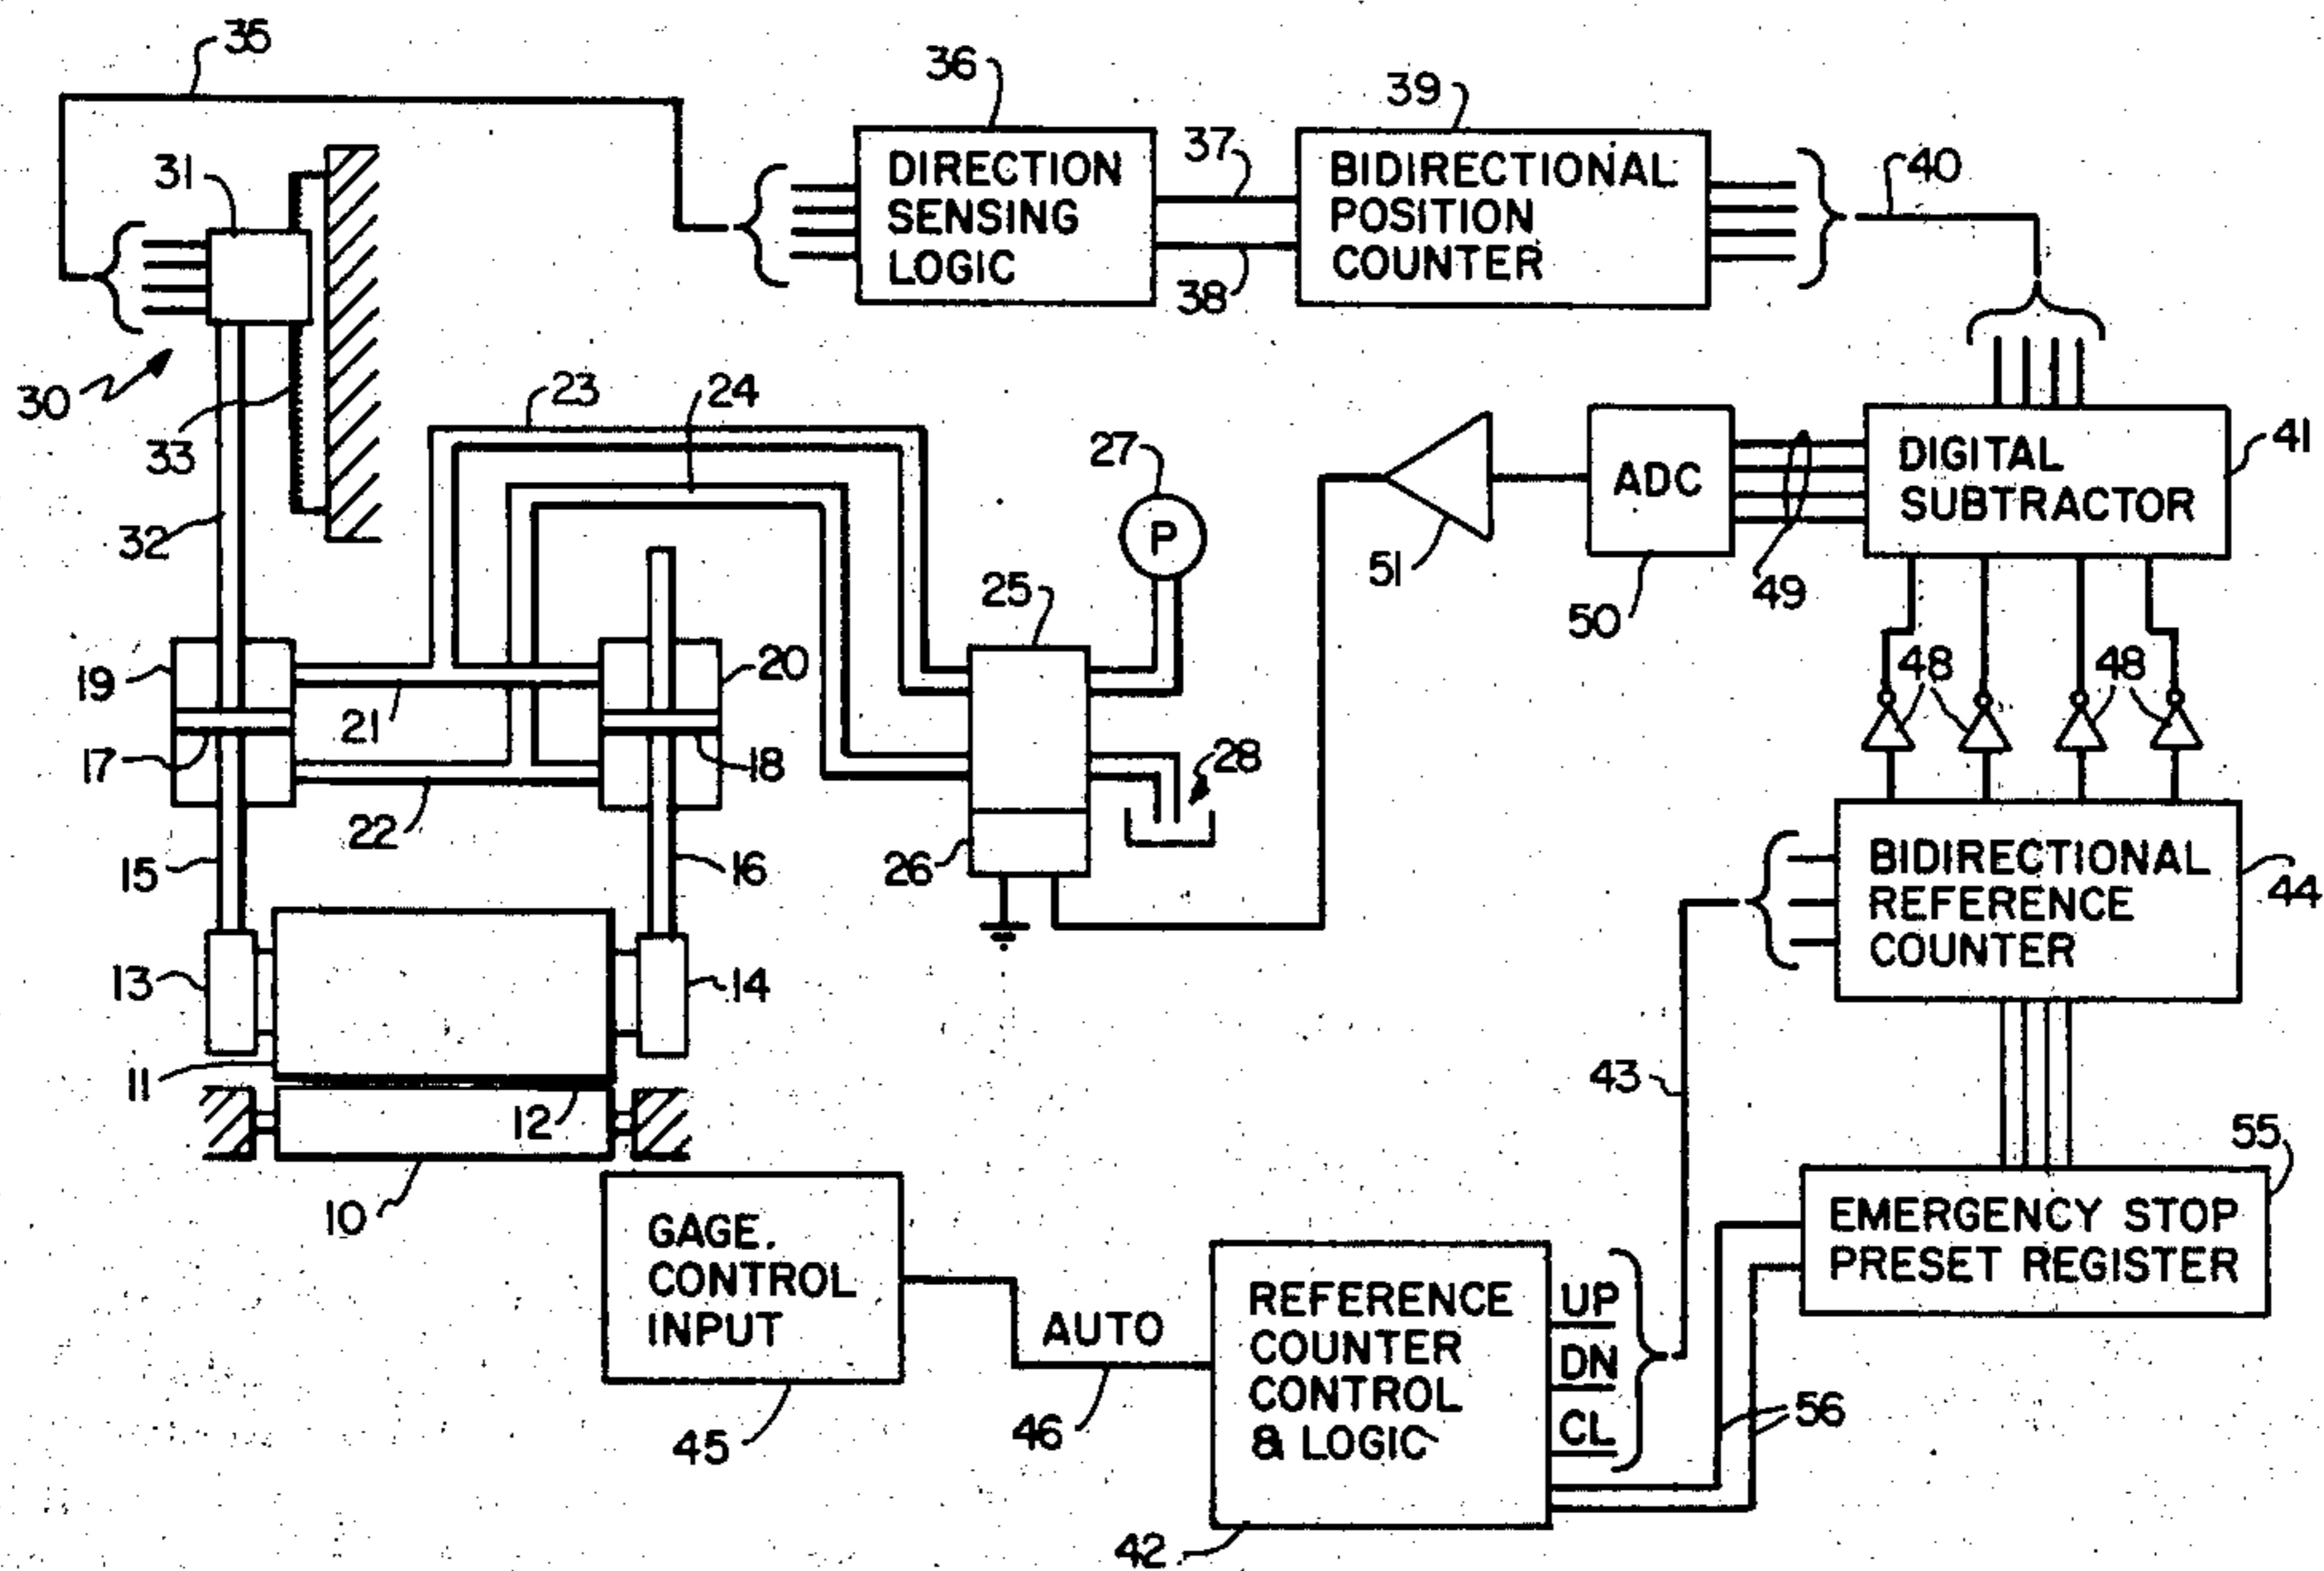 35
36
39
37
40
31
DIRECTION
SENSING
LOGIC
BIDIRECTIONAL
POSITION
COUNTER
38
30
33
23
24
27
P
32
51
ADC
50
49
DIGITAL
SUBTRACTOR
41
25
19
20
21
17
18
22
28
48
48
15
16
26
BIDIRECTIONAL
REFERENCE
COUNTER
44
13
14
11
12
10
43
55
EMERGENCY STOP
PRESET REGISTER
GAGE.
CONTROL
INPUT
45
AUTO
46
REFERENCE
COUNTER
CONTROL
& LOGIC
UP
DN
CL
56
42